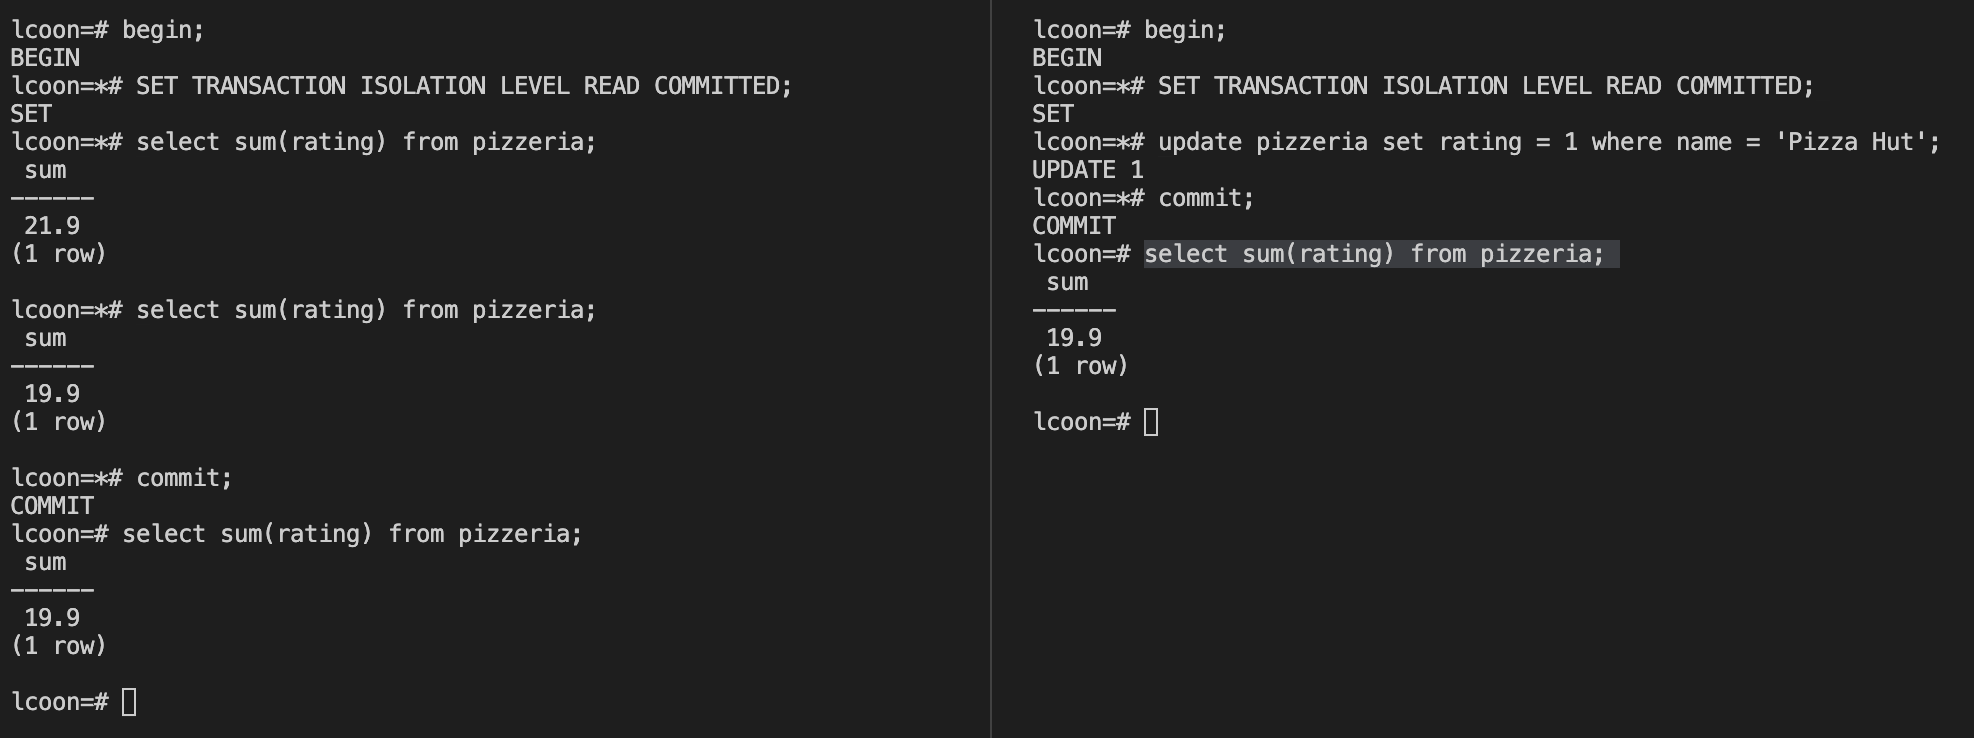 lcoon=# begin;
BEGIN
lcoon=*# SET TRANSACTION ISOLATION LEVEL READ COMMITTED;
SET
lcoon=*# select sum(rating) from pizzeria;
 sum
------
 21.9
(1 row)

lcoon=*# select sum(rating) from pizzeria;
 sum
------
 19.9
(1 row)

lcoon=*# commit;
COMMIT
lcoon=# select sum(rating) from pizzeria;
 sum
------
 19.9
(1 row)

lcoon=#
lcoon=# begin;
BEGIN
lcoon=*# SET TRANSACTION ISOLATION LEVEL READ COMMITTED;
SET
lcoon=*# update pizzeria set rating = 1 where name = 'Pizza Hut';
UPDATE 1
lcoon=*# commit;
COMMIT
lcoon=# select sum(rating) from pizzeria;
 sum
------
 19.9
(1 row)

lcoon=#